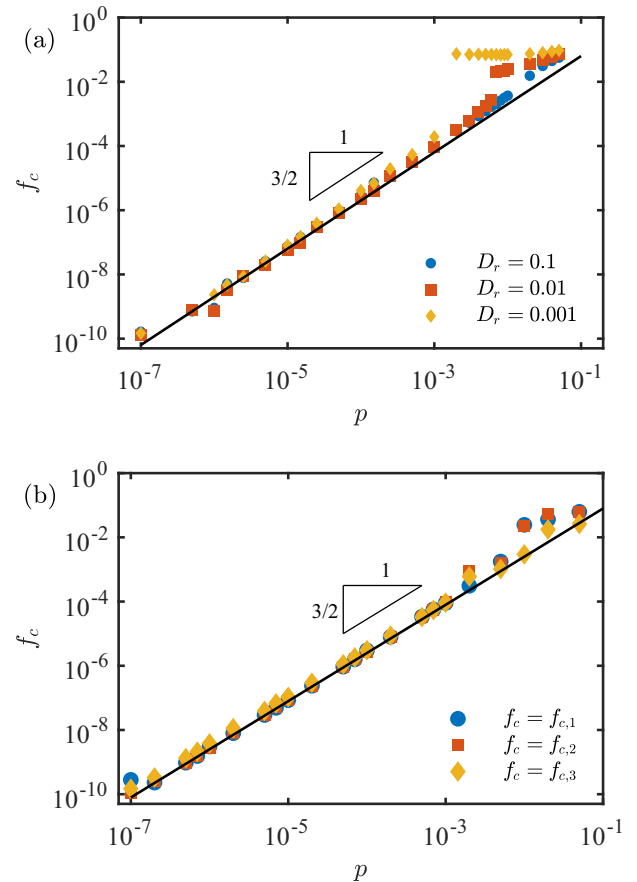 (a)
10^0
10^-2
10^-4
10^-6
10^-8
10^-10
f_c
1
3/2
D_r = 0.1
D_r = 0.01
D_r = 0.001
10^-7
10^-5
10^-3
10^-1
p
(b)
10^0
10^-2
10^-4
10^-6
10^-8
10^-10
f_c
1
3/2
f_c = f_c,1
f_c = f_c,2
f_c = f_c,3
10^-7
10^-5
10^-3
10^-1
p